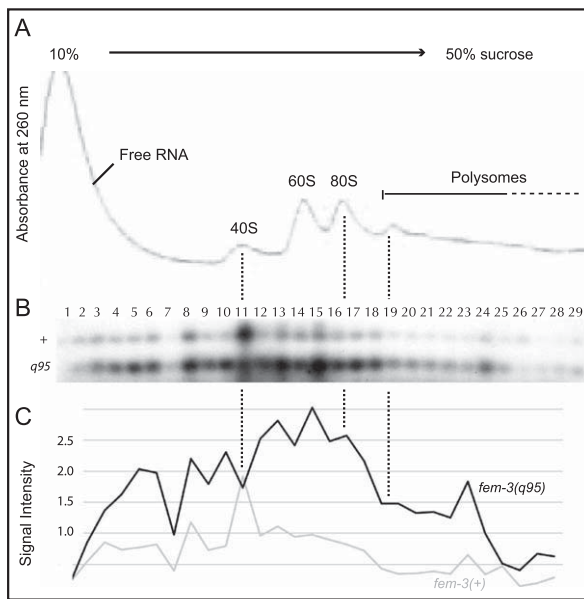 A
10% 50% sucrose
Absorbance at 260 nm
Free RNA
40S
60S
80S
Polysomes
B
1 2 3 4 5 6 7 8 9 10 11 12 13 14 15 16 17 18 19 20 21 22 23 24 25 26 27 28 29
+
q95
C
Signal Intensity
2.5
2.0
1.5
1.0
fem-3(q95)
fem-3(+)